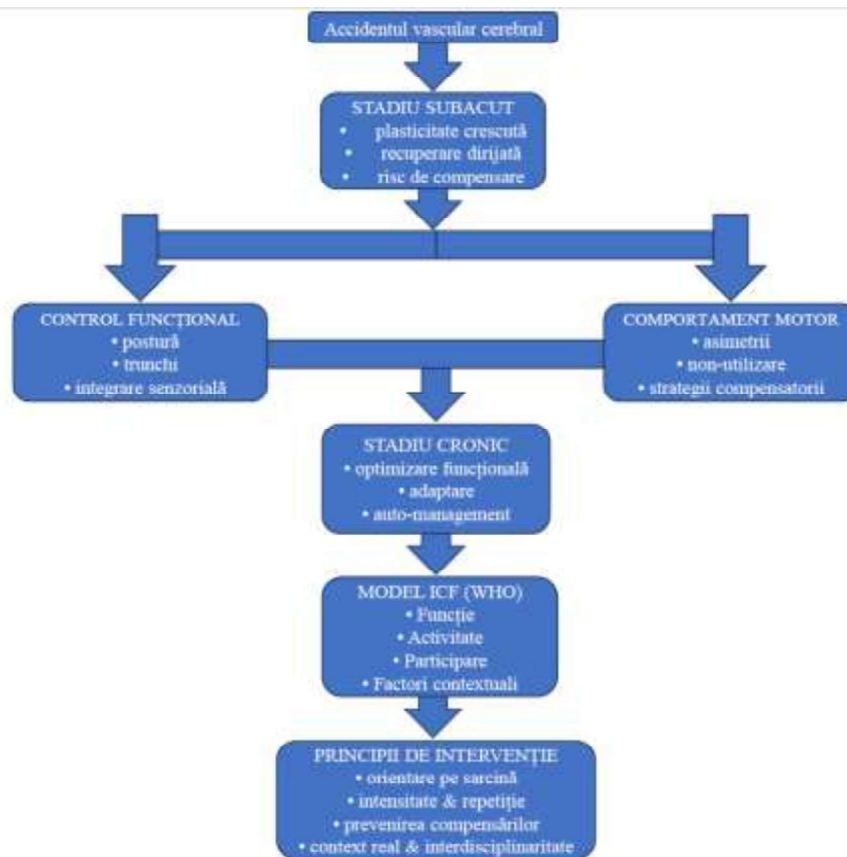 Accidentul vascular cerebral
STADIU SUBACUT
• plasticitate crescută
• recuperare dirijată
• risc de compensare
CONTROL FUNCȚIONAL
• postură
• trunchi
• integrare senzorială
COMPORTAMENT MOTOR
• asimetrii
• non-utilizare
• strategii compensatorii
STADIU CRONIC
• optimizare funcțională
• adaptare
• auto-management
MODEL ICF (WHO)
• Funcție
• Activitate
• Participare
• Factori contextuali
PRINCIPII DE INTERVENȚIE
• orientare pe sarcină
• intensitate & repetiție
• prevenirea compensărilor
• context real & interdisciplinaritate